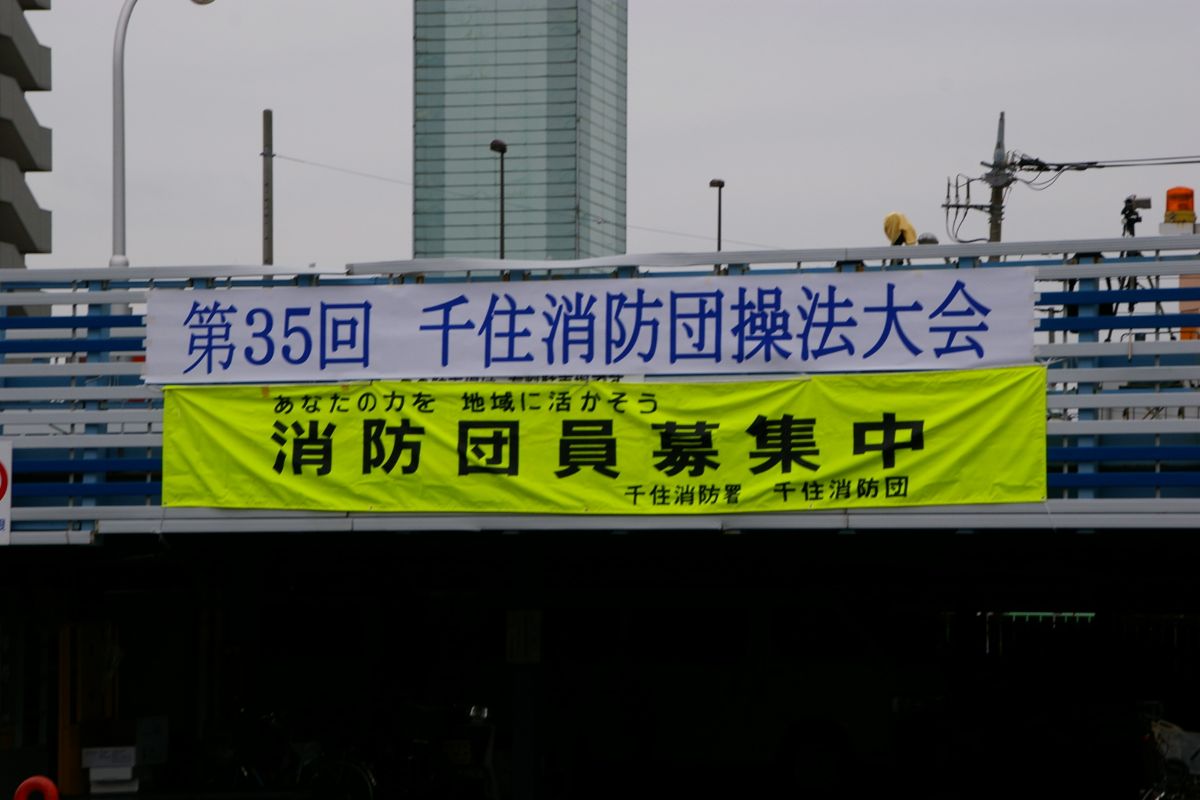 第35回 千住消防団操法大会
あなたの力を 地域に活かそう
消防団員募集中
千住消防署 千住消防団